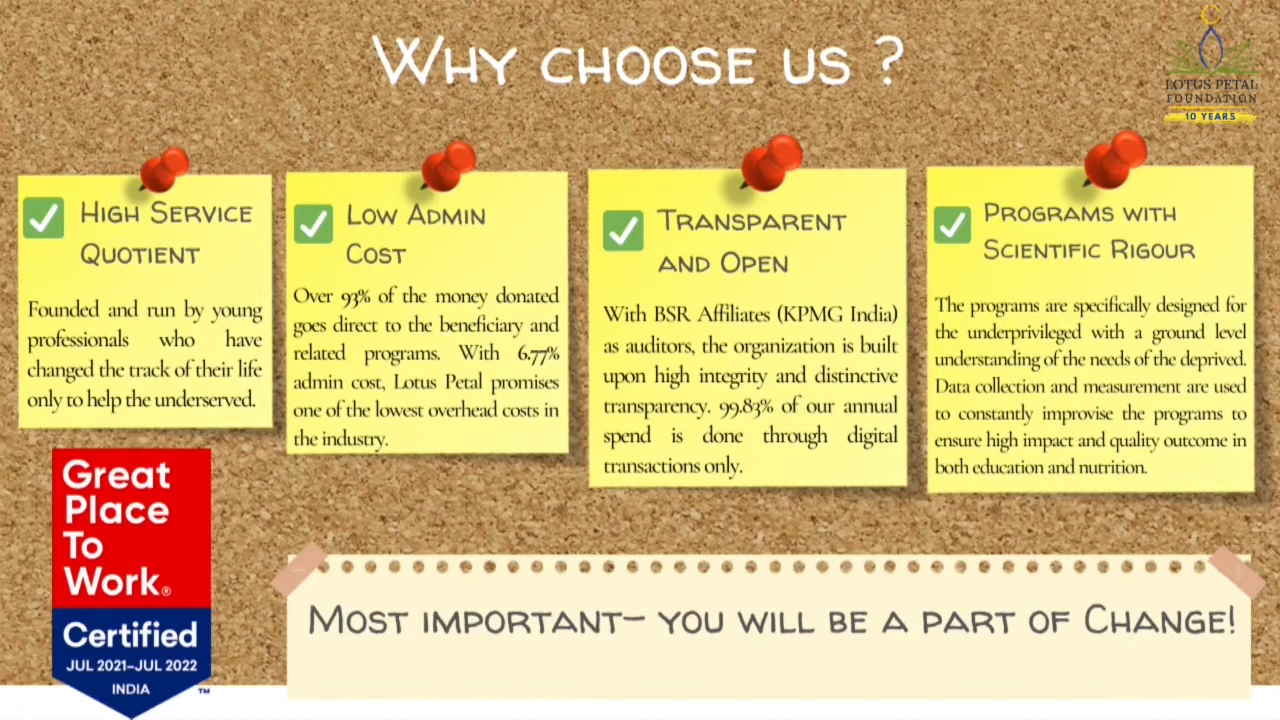 Why choose us ?
LOTUS PETAL
FOUNDATION
10 YEARS
High Service
Quotient
Founded and run by young
professionals who have
changed the track of their life
only to help the underserved.
Low Admin
Cost
Over 93% of the money donated
goes direct to the beneficiary and
related programs. With 6.77%
admin cost, Lotus Petal promises
one of the lowest overhead costs in
the industry.
Transparent
and Open
With BSR Affiliates (KPMG India)
as auditors, the organization is built
upon high integrity and distinctive
transparency. 99.83% of our annual
spend is done through digital
transactions only.
Programs with
Scientific Rigour
The programs are specifically designed for
the underprivileged with a ground level
understanding of the needs of the deprived.
Data collection and measurement are used
to constantly improvise the programs to
ensure high impact and quality outcome in
both education and nutrition.
Great
Place
To
Work®
Certified
JUL 2021–JUL 2022
INDIA
™
Most important– you will be a part of Change!